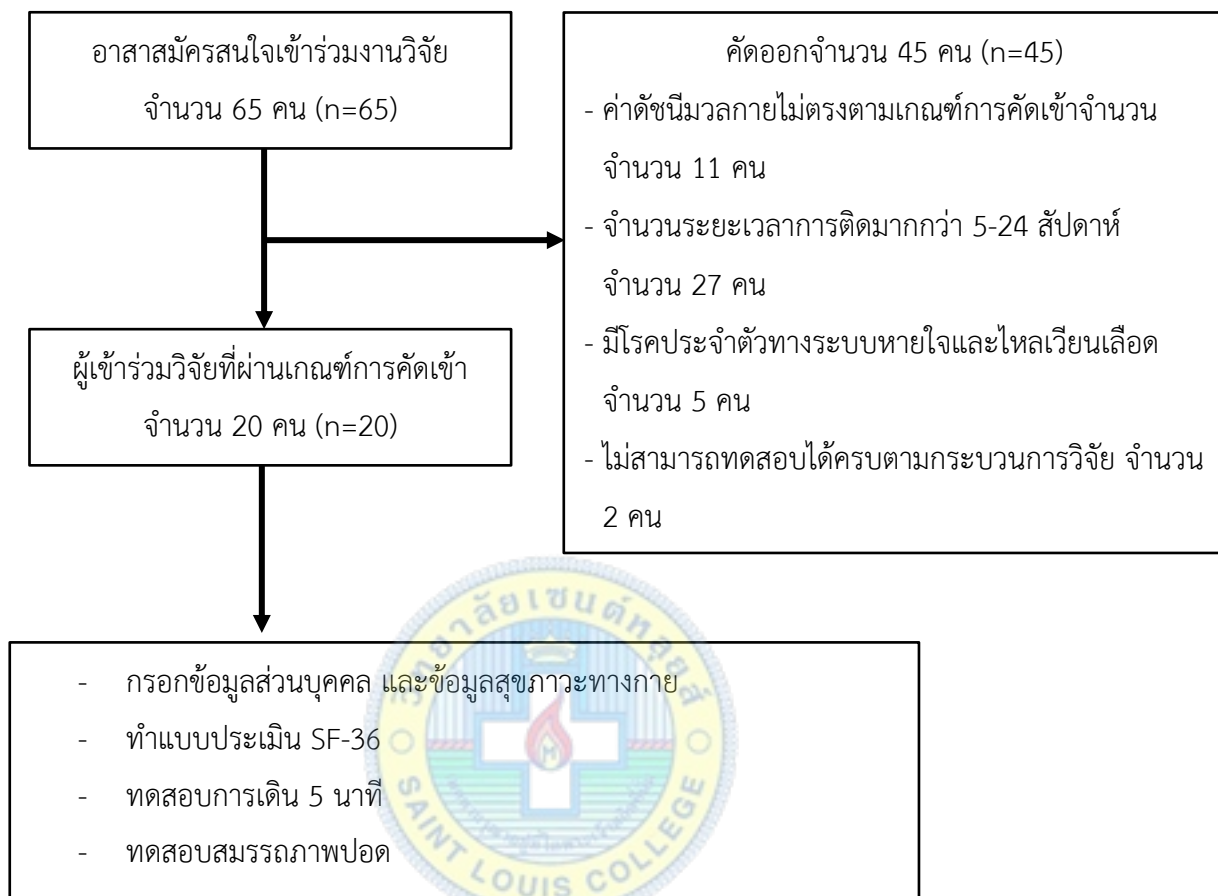 อาสาสมัครสนใจเข้าร่วมงานวิจัย
จำนวน 65 คน (n=65)
คัดออกจำนวน 45 คน (n=45)
- ค่าดัชนีมวลกายไม่ตรงตามเกณฑ์การคัดเข้าจำนวน
จำนวน 11 คน
- จำนวนระยะเวลาการติดมากกว่า 5-24 สัปดาห์
จำนวน 27 คน
- มีโรคประจำตัวทางระบบหายใจและไหลเวียนเลือด
จำนวน 5 คน
- ไม่สามารถทดสอบได้ครบตามกระบวนการวิจัย จำนวน
2 คน
ผู้เข้าร่วมวิจัยที่ผ่านเกณฑ์การคัดเข้า
จำนวน 20 คน (n=20)
- กรอกข้อมูลส่วนบุคคล และข้อมูลสุขภาวะทางกาย
- ทำแบบประเมิน SF-36
- ทดสอบการเดิน 5 นาที
- ทดสอบสมรรถภาพปอด
วิทยาลัยเซนต์หลุยส์
SAINT LOUIS COLLEGE